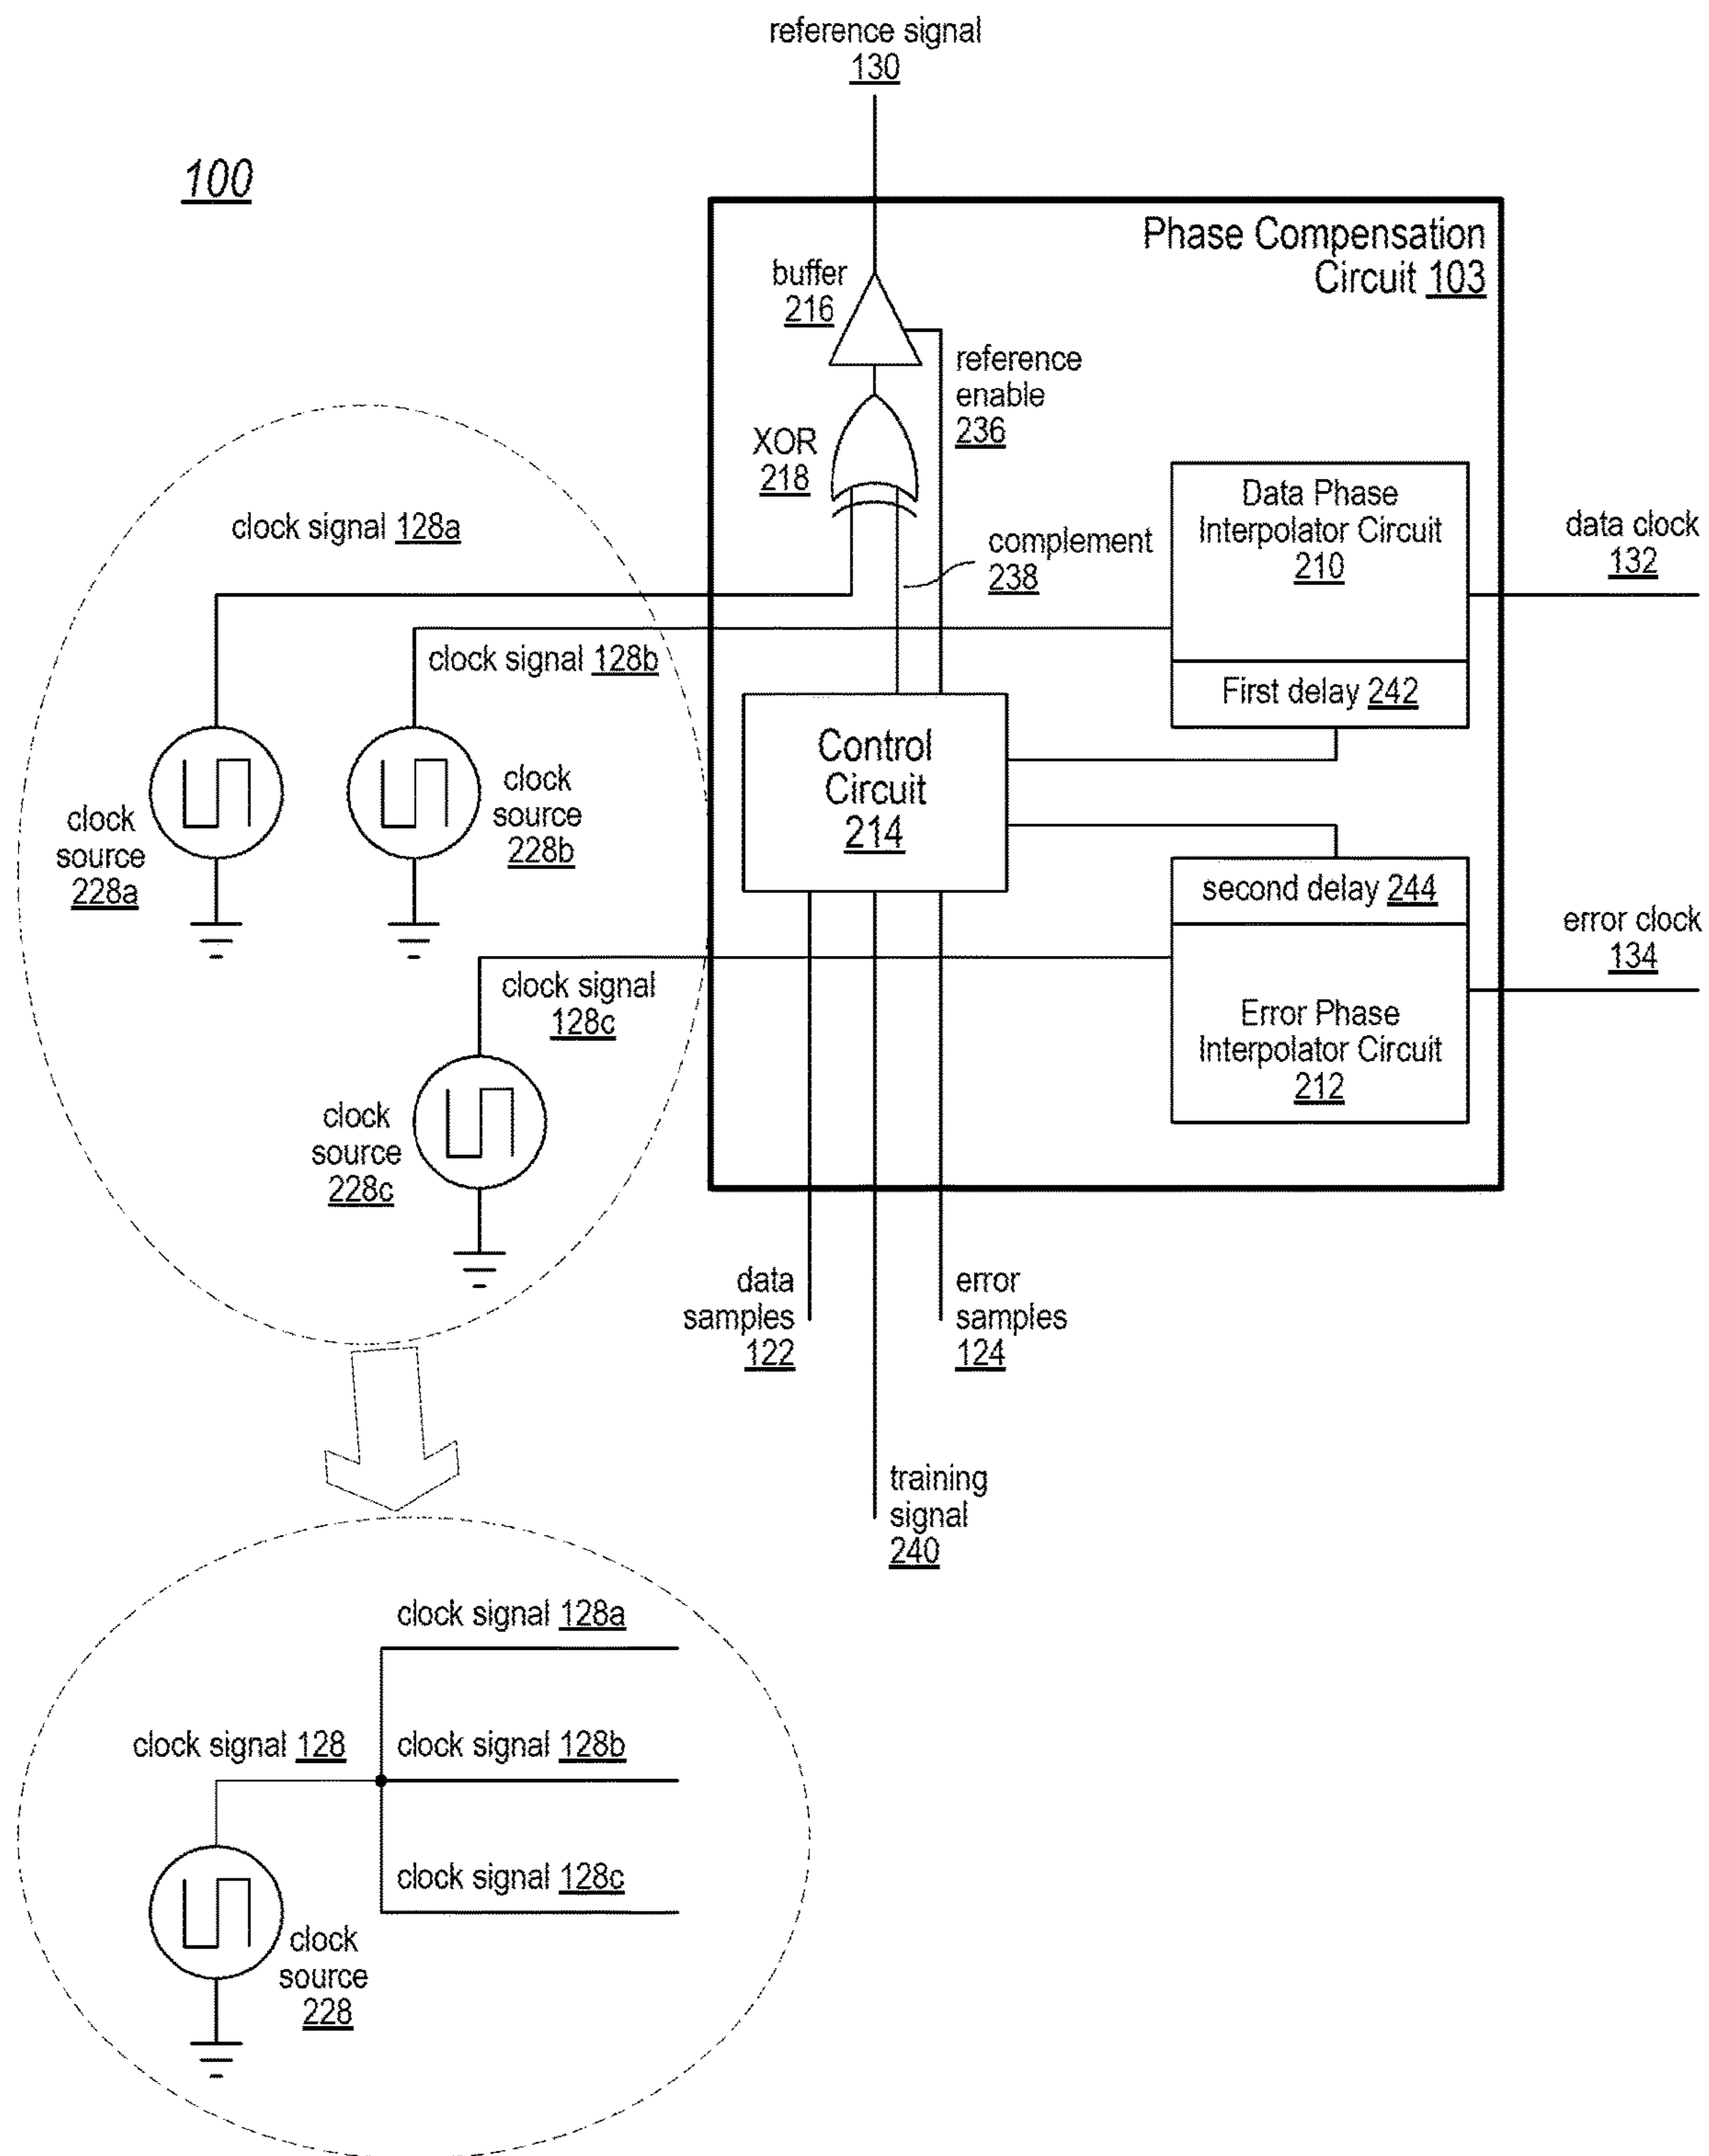 reference signal
130
100
Phase Compensation
Circuit 103
buffer
216
reference
enable
236
XOR
218
clock signal 128a
complement
238
Data Phase
Interpolator Circuit
210
First delay 242
data clock
132
clock signal 128b
Control
Circuit
214
clock
source
228a
clock
source
228b
second delay 244
Error Phase
Interpolator Circuit
212
error clock
134
clock signal
128c
clock
source
228c
data
samples
122
error
samples
124
training
signal
240
clock signal 128a
clock signal 128
clock signal 128b
clock signal 128c
clock
source
228